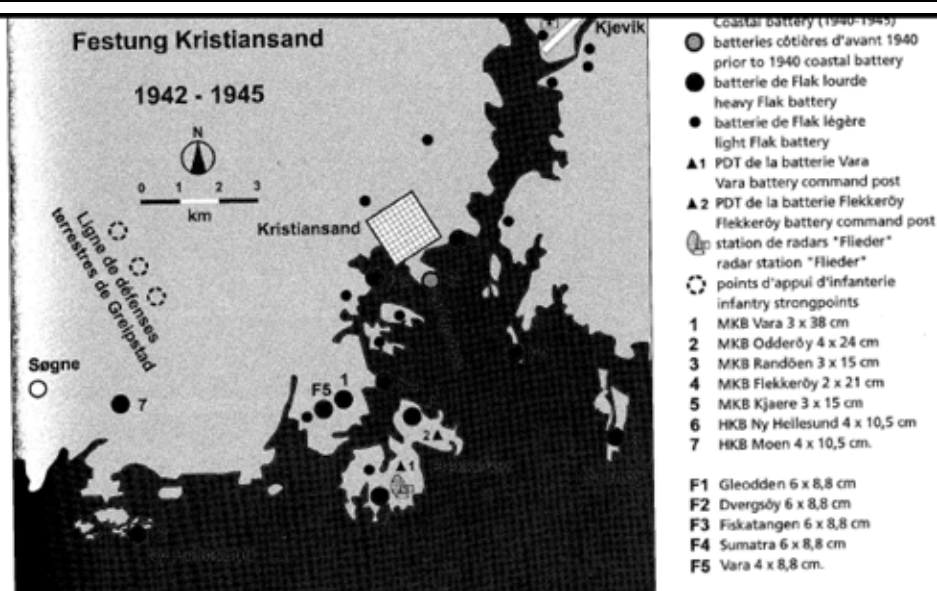 Festung Kristiansand
1942 - 1945
N
0 1 2 3
km
Kjevik
Kristiansand
Ligne de défenses
terrestres de Greipstad
Søgne
7
F5
1
2
1
Coastal battery (1940-1945)
batteries côtières d'avant 1940
prior to 1940 coastal battery
batterie de Flak lourde
heavy Flak battery
batterie de Flak légère
light Flak battery
1 PDT de la batterie Vara
Vara battery command post
2 PDT de la batterie Flekkeröy
Flekkeröy battery command post
station de radars "Flieder"
radar station "Flieder"
points d'appui d'infanterie
infantry strongpoints
1 MKB Vara 3 x 38 cm
2 MKB Odderöy 4 x 24 cm
3 MKB Randöen 3 x 15 cm
4 MKB Flekkeröy 2 x 21 cm
5 MKB Kjaere 3 x 15 cm
6 HKB Ny Hellesund 4 x 10,5 cm
7 HKB Moen 4 x 10,5 cm.
F1 Gleodden 6 x 8,8 cm
F2 Dvergsöy 6 x 8,8 cm
F3 Fiskatangen 6 x 8,8 cm
F4 Sumatra 6 x 8,8 cm
F5 Vara 4 x 8,8 cm.